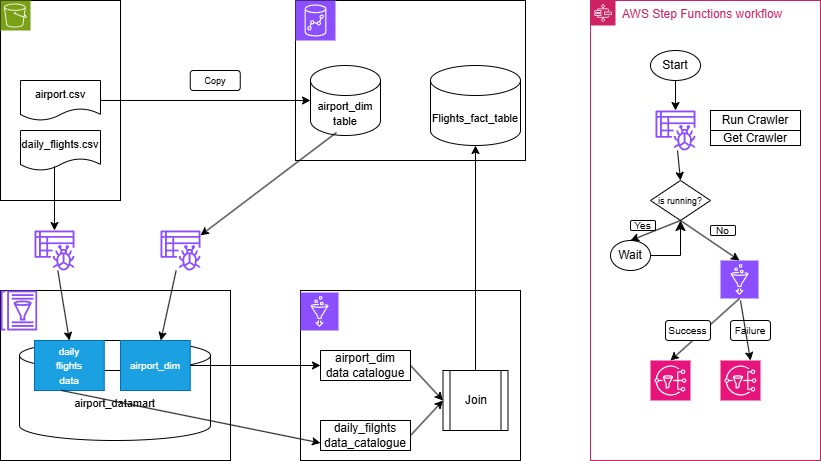 AWS Step Functions workflow
airport.csv
Copy
airport_dim
table
Flights_fact_table
daily_flights.csv
Start
Run Crawler
Get Crawler
is running?
Yes
No
Wait
Success
Failure
daily
flights
data
airport_dim
airport_datamart
airport_dim
data catalogue
daily_filghts
data_catalogue
Join